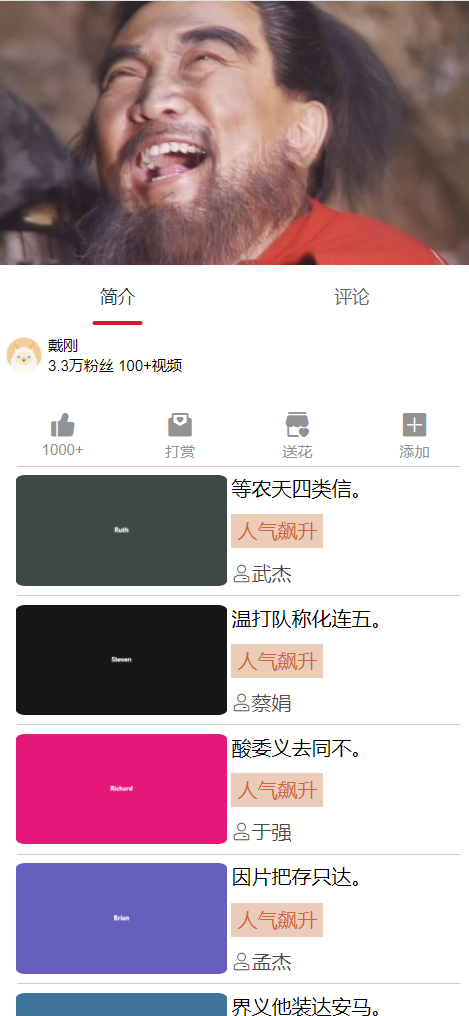 简介
评论
戴刚
3.3万粉丝 100+视频
1000+
打赏
送花
添加
Ruth
等农天四类信。
人气飙升
武杰
Steven
温打队称化连五。
人气飙升
蔡娟
Richard
酸委义去同不。
人气飙升
于强
Brian
因片把存只达。
人气飙升
孟杰
界义他装达安马。